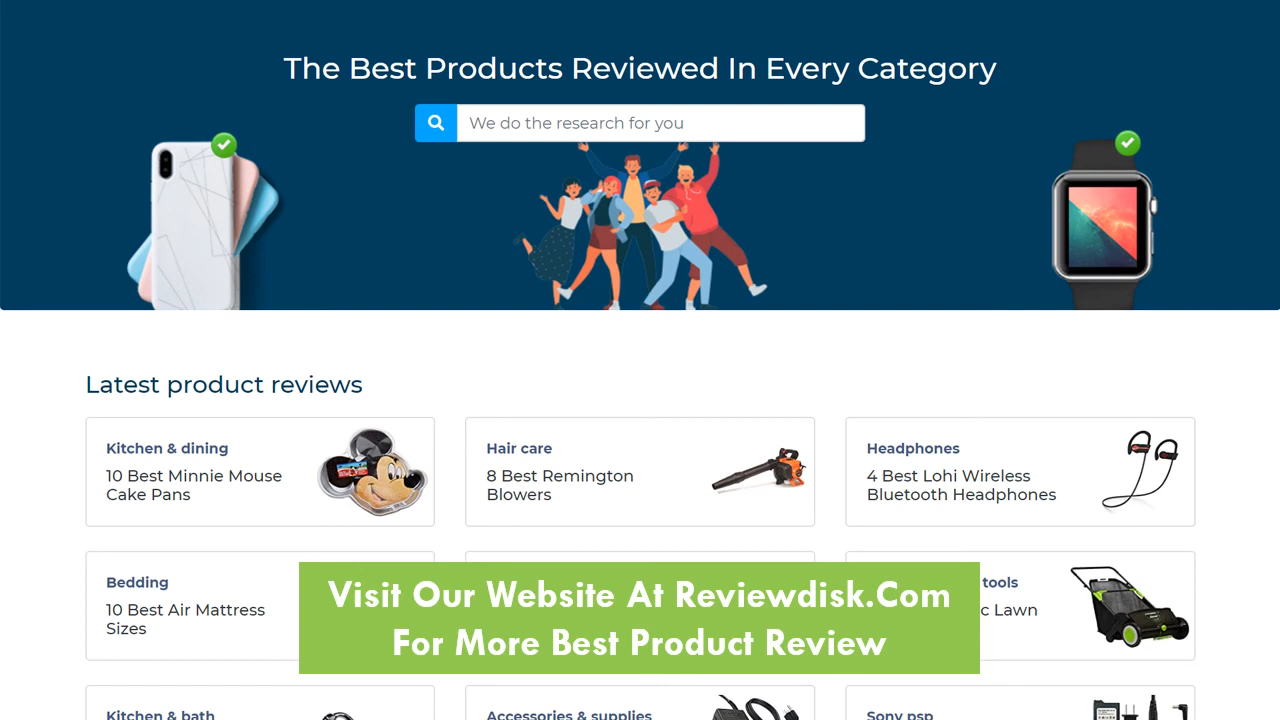 The Best Products Reviewed In Every Category
We do the research for you
Latest product reviews
Kitchen & dining
10 Best Minnie Mouse
Cake Pans
Hair care
8 Best Remington
Blowers
Headphones
4 Best Lohi Wireless
Bluetooth Headphones
Bedding
10 Best Air Mattress
Sizes
tools
c Lawn
Visit Our Website At Reviewdisk.Com
For More Best Product Review
Kitchen & bath
Accessories & supplies
Sony psp